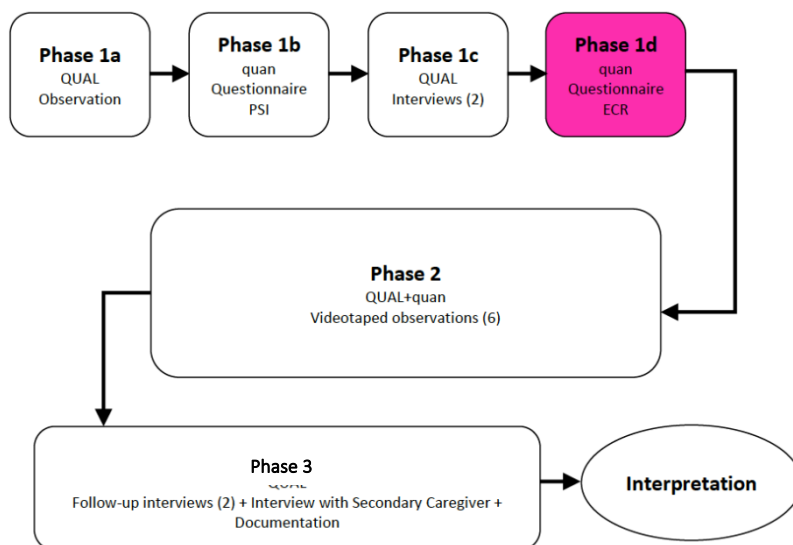 Phase 1a
QUAL
Observation
Phase 1b
quan
Questionnaire
PSI
Phase 1c
QUAL
Interviews (2)
Phase 1d
quan
Questionnaire
ECR
Phase 2
QUAL+quan
Videotaped observations (6)
Phase 3
QUAL
Follow-up interviews (2) + Interview with Secondary Caregiver +
Documentation
Interpretation